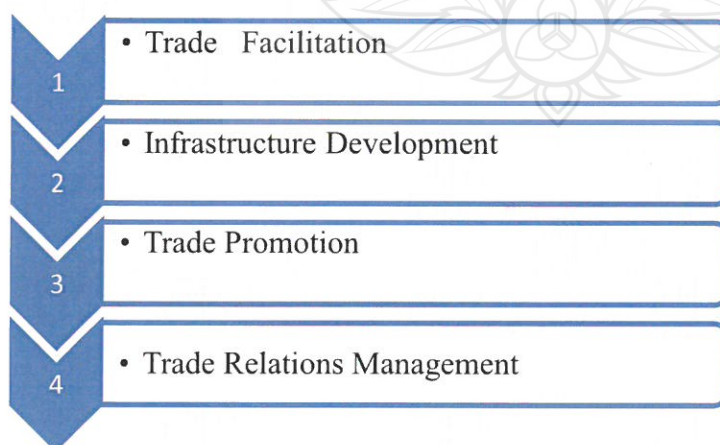 1
• Trade Facilitation
2
• Infrastructure Development
3
• Trade Promotion
4
• Trade Relations Management